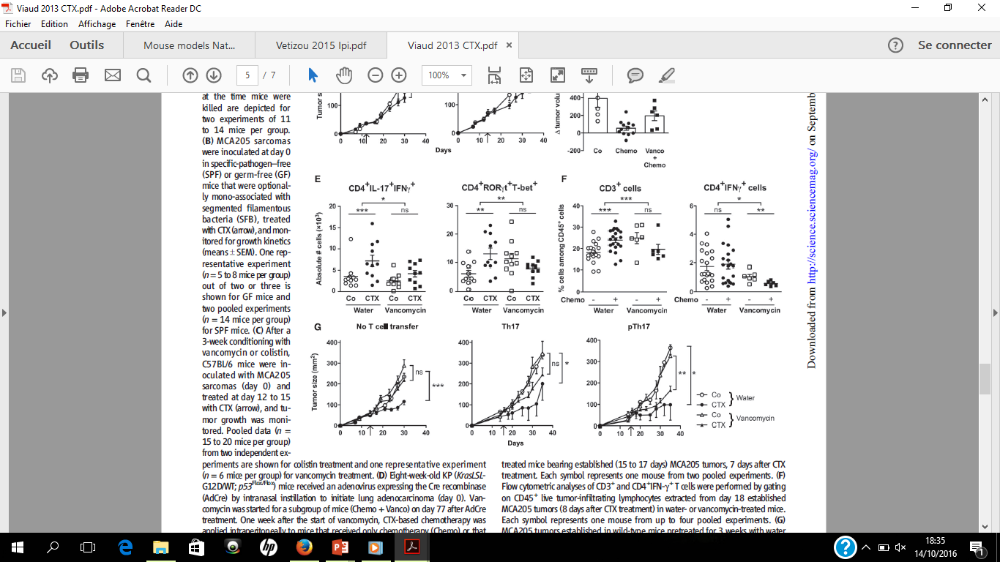 Viaud 2013 CTX.pdf - Adobe Acrobat Reader DC
Fichier Edition Affichage Fenêtre Aide
Accueil Outils Mouse models Nat... Vetizou 2015 Ipi.pdf Viaud 2013 CTX.pdf × ? Se connecter
5 / 7 100%
at the time mice were
killed are depicted for
two experiments of 11
to 14 mice per group.
(B) MCA205 sarcomas
were inoculated at day 0
in specific-pathogen–free
(SPF) or germ-free (GF)
mice that were optional-
ly mono-associated with
segmented filamentous
bacteria (SFB), treated
with CTX (arrow), and mon-
itored for growth kinetics
(means ± SEM). One rep-
resentative experiment
(n = 5 to 8 mice per group)
out of two or three is
shown for GF mice and
two pooled experiments
(n = 14 mice per group)
for SPF mice. (C) After a
3-week conditioning with
vancomycin or colistin,
C57BL/6 mice were in-
oculated with MCA205
sarcomas (day 0) and
treated at day 12 to 15
with CTX (arrow), and tu-
mor growth was moni-
tored. Pooled data (n =
15 to 20 mice per group)
from two independent ex-
periments are shown for colistin treatment and one representative experiment
(n = 6 mice per group) for vancomycin treatment. (D) Eight-week-old KP (KrasLSL-
G12D/WT; p53Flox/Flox) mice received an adenovirus expressing the Cre recombinase
(AdCre) by intranasal instillation to initiate lung adenocarcinoma (day 0). Van-
comycin was started for a subgroup of mice (Chemo + Vanco) on day 77 after AdCre
treatment. One week after the start of vancomycin, CTX-based chemotherapy was
applied intraperitoneally to mice that received only chemotherapy (Chemo) or that
Tumor s
100
0
0 10 20 30 40
100
0
0 10 20 30 40
Days
Δ tumor volu
400
200
0
-200
Co Chemo Vanco
+
Chemo
E
CD4+IL-17+IFNγ+
*
*** ns
Absolute # cells (×10³)
20
15
10
5
0
Co CTX Co CTX
Water Vancomycin
CD4+RORγt+T-bet+
**
** ns
30
20
10
0
Co CTX Co CTX
Water Vancomycin
F
CD3+ cells
***
*** ns
% cells among CD45+ cells
40
30
20
10
0
Chemo - + - +
Water Vancomycin
CD4+IFNγ+ cells
*
ns **
6
4
2
0
Chemo - + - +
Water Vancomycin
G
No T cell transfer
Tumor size (mm2)
400
300
200
100
0
0 10 20 30 40
ns
***
Th17
400
300
200
100
0
0 10 20 30 40
Days
ns *
pTh17
400
300
200
100
0
0 10 20 30 40
** *
Co
CTX
Water
Co
CTX
Vancomycin
treated mice bearing established (15 to 17 days) MCA205 tumors, 7 days after CTX
treatment. Each symbol represents one mouse from two pooled experiments. (F)
Flow cytometric analyses of CD3+ and CD4+IFN-γ+ T cells were performed by gating
on CD45+ live tumor-infiltrating lymphocytes extracted from day 18 established
MCA205 tumors (8 days after CTX treatment) in water- or vancomycin-treated mice.
Each symbol represents one mouse from up to four pooled experiments. (G)
MCA205 tumors established in wild-type mice pretreated for 3 weeks with water
Downloaded from http://science.sciencemag.org/ on Septemb
hp
?
18:35
14/10/2016
1